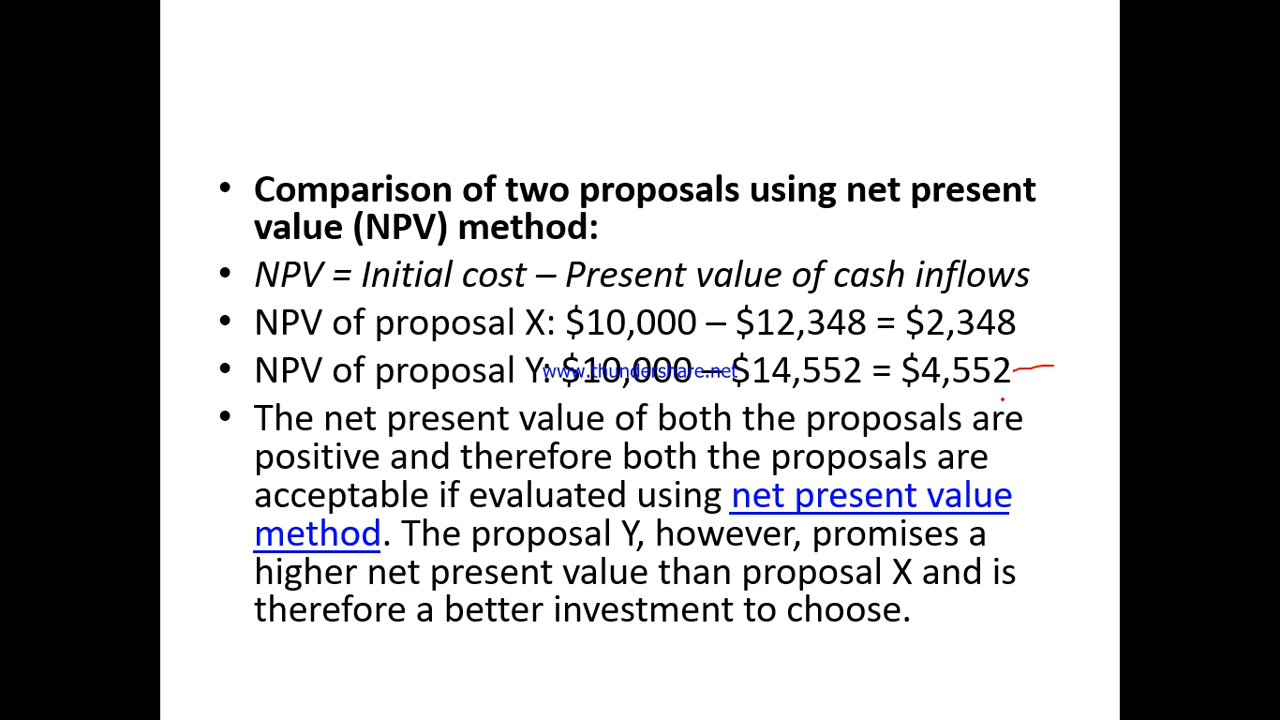 • Comparison of two proposals using net present
value (NPV) method:
• NPV = Initial cost – Present value of cash inflows
• NPV of proposal X: $10,000 – $12,348 = $2,348
• NPV of proposal Y: $10,000 – $14,552 = $4,552
www.thundershare.net
• The net present value of both the proposals are
positive and therefore both the proposals are
acceptable if evaluated using net present value
method. The proposal Y, however, promises a
higher net present value than proposal X and is
therefore a better investment to choose.